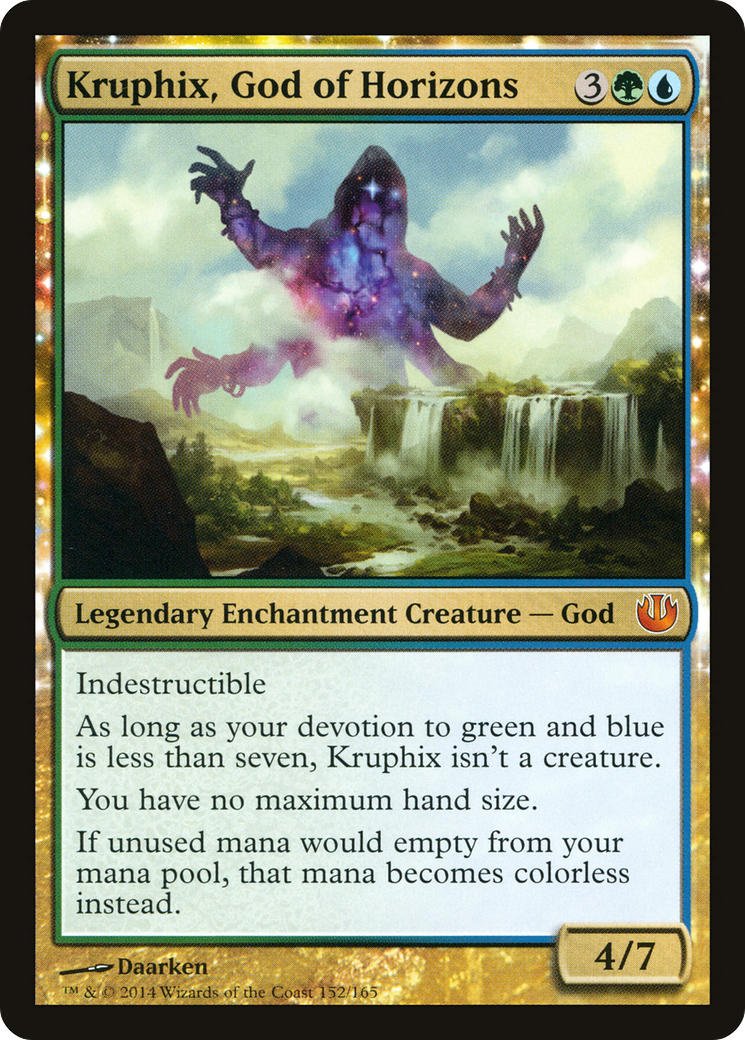 Kruphix, God of Horizons 3
Legendary Enchantment Creature — God
Indestructible
As long as your devotion to green and blue
is less than seven, Kruphix isn't a creature.
You have no maximum hand size.
If unused mana would empty from your
mana pool, that mana becomes colorless
instead.
4/7
Daarken
™ & © 2014 Wizards of the Coast 152/165